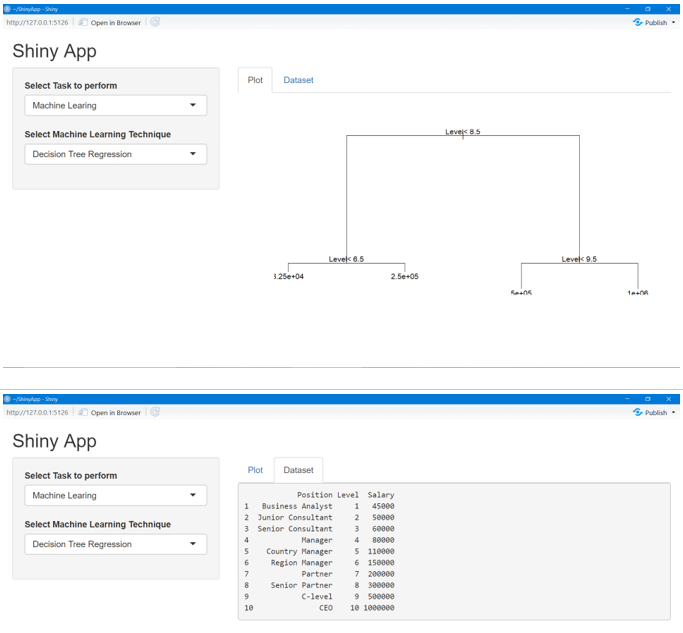 ~/ShinyApp - Shiny
http://127.0.0.1:5126 Open in Browser Publish
Shiny App
Select Task to perform
Machine Learing
Select Machine Learning Technique
Decision Tree Regression
Plot Dataset
Level< 8.5
Level< 6.5 Level< 9.5
2.5e+05
5e+05 1e+06
~/ShinyApp - Shiny
http://127.0.0.1:5126 Open in Browser Publish
Shiny App
Select Task to perform
Machine Learing
Select Machine Learning Technique
Decision Tree Regression
Plot Dataset
Position Level Salary
1 Business Analyst 1 45000
2 Junior Consultant 2 50000
3 Senior Consultant 3 60000
4 Manager 4 80000
5 Country Manager 5 110000
6 Region Manager 6 150000
7 Partner 7 200000
8 Senior Partner 8 300000
9 C-level 9 500000
10 CEO 10 1000000